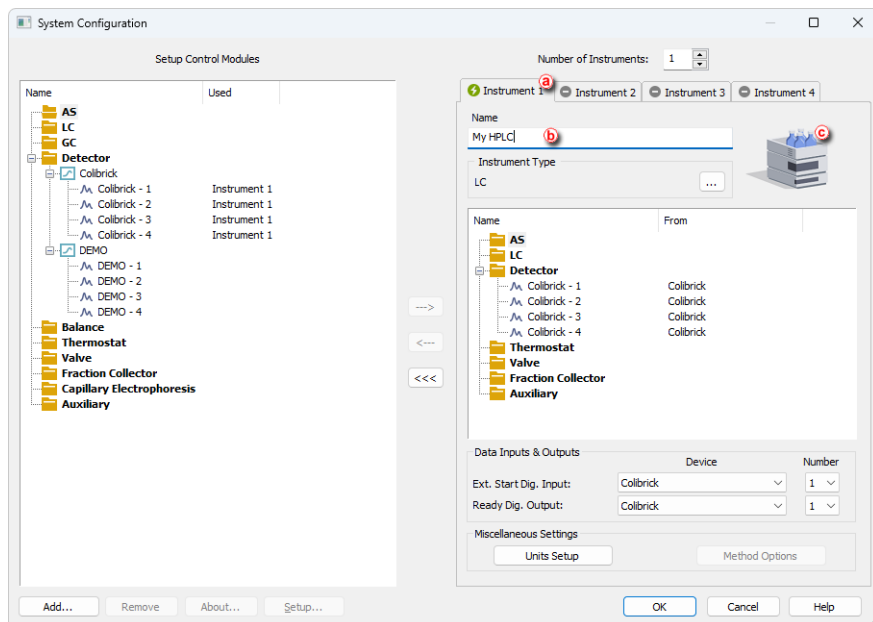 System Configuration
Setup Control Modules
Name Used
AS
LC
GC
Detector
Colibrick
Colibrick - 1 Instrument 1
Colibrick - 2 Instrument 1
Colibrick - 3 Instrument 1
Colibrick - 4 Instrument 1
DEMO
DEMO - 1
DEMO - 2
DEMO - 3
DEMO - 4
Balance
Thermostat
Valve
Fraction Collector
Capillary Electrophoresis
Auxiliary
Add... Remove About... Setup...
--->
<---
<<<
Number of Instruments: 1
Instrument 1 a Instrument 2 Instrument 3 Instrument 4
Name
My HPLC b c
Instrument Type
LC ...
Name From
AS
LC
Detector
Colibrick - 1 Colibrick
Colibrick - 2 Colibrick
Colibrick - 3 Colibrick
Colibrick - 4 Colibrick
Thermostat
Valve
Fraction Collector
Auxiliary
Data Inputs & Outputs
Device Number
Ext. Start Dig. Input: Colibrick 1
Ready Dig. Output: Colibrick 1
Miscellaneous Settings
Units Setup Method Options
OK Cancel Help